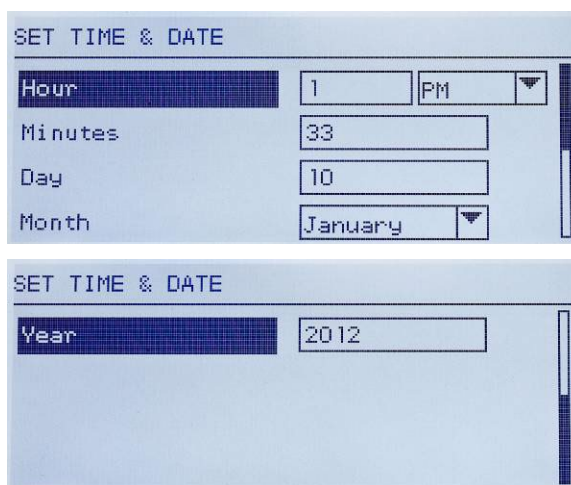 SET TIME & DATE
Hour 1 PM
Minutes 33
Day 10
Month January
SET TIME & DATE
Year 2012